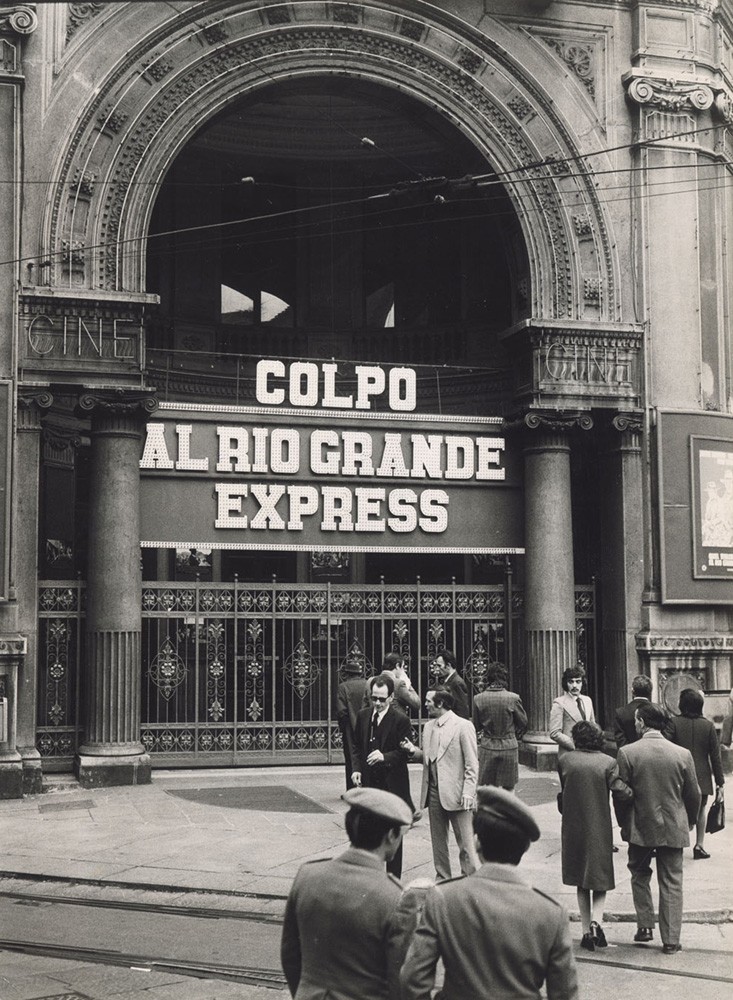 CINE
CINE
COLPO
AL RIO GRANDE
EXPRESS